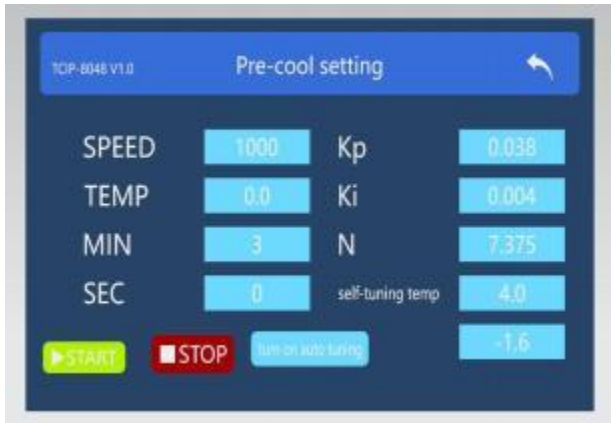 TCIP-8048 V1.0 Pre-cool setting
SPEED 1000 Kp 0.038
TEMP 0.0 Ki 0.004
MIN 3 N 7.375
SEC 0 self-tuning temp 4.0
START STOP turn on auto tuning -1.6